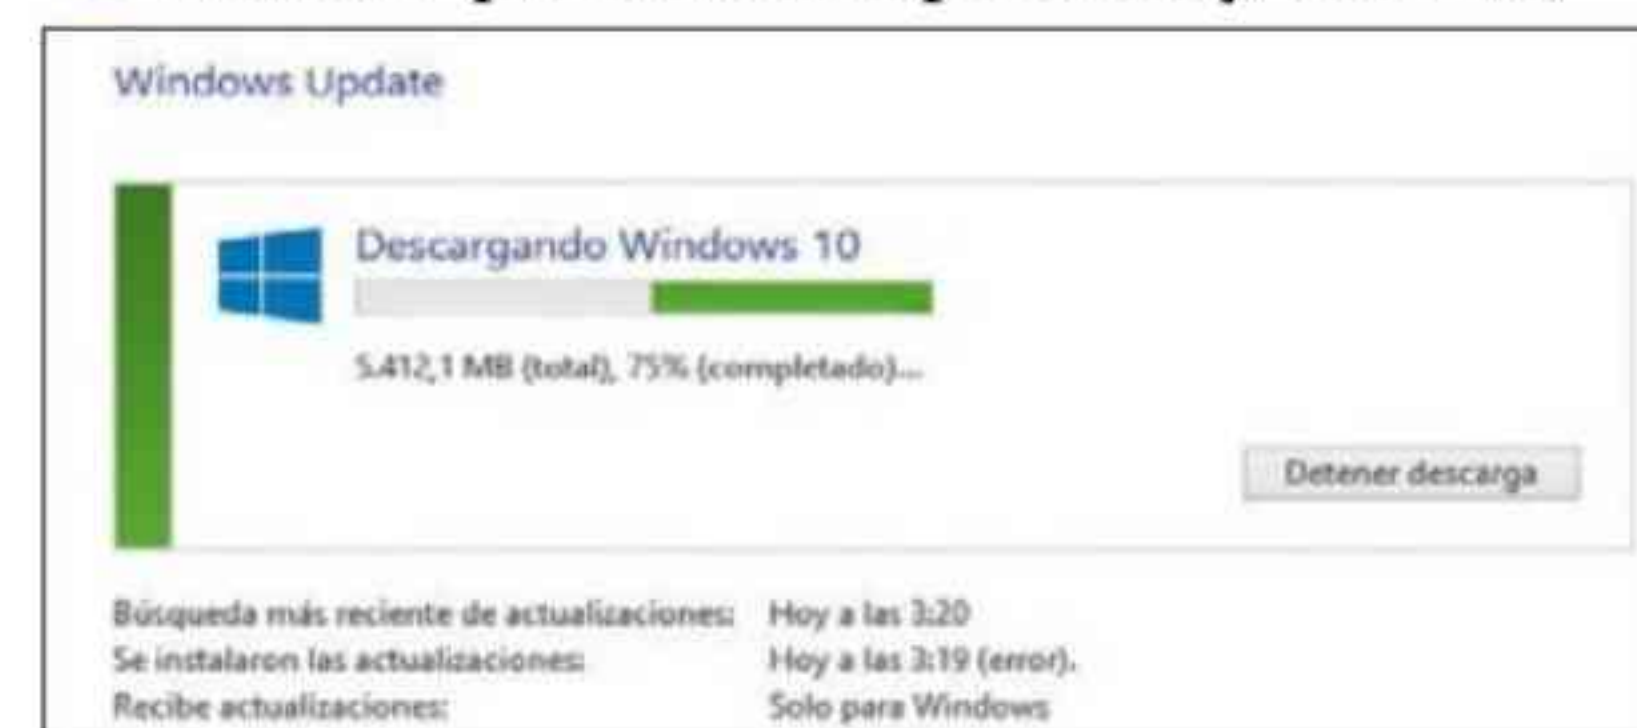 Windows Update
Descargando Windows 10
5.412,1 MB (total), 75% (completado)...
Detener descarga
Búsqueda más reciente de actualizaciones: Hoy a las 3:20
Se instalaron las actualizaciones: Hoy a las 3:19 (error).
Recibe actualizaciones: Solo para Windows